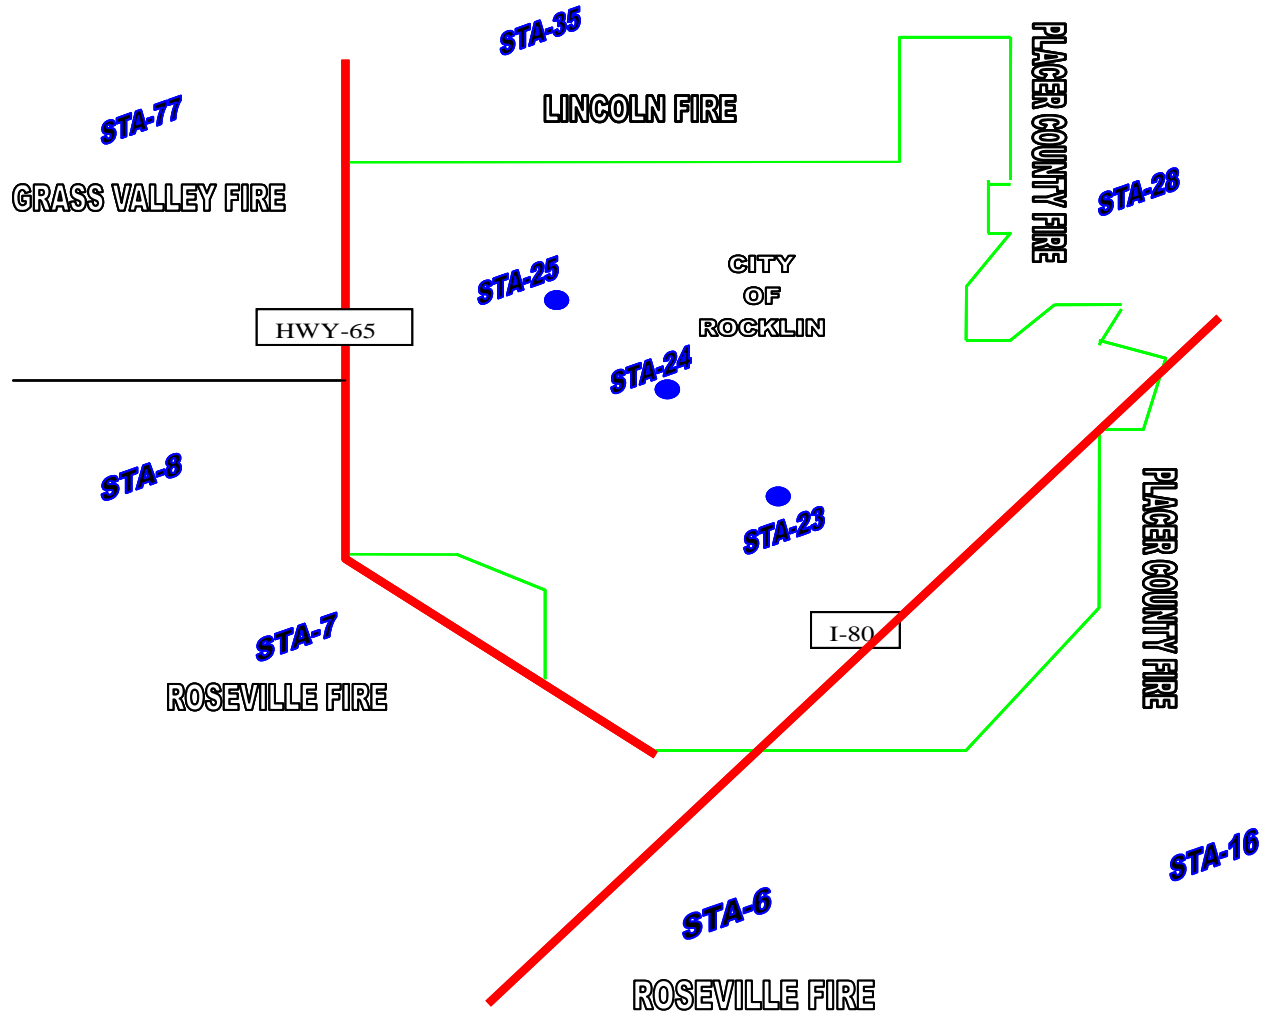 STA-35
PLACER COUNTY FIRE
LINCOLN FIRE
STA-77
GRASS VALLEY FIRE
STA-28
STA-25
CITY
OF
ROCKLIN
HWY-65
STA-24
STA-8
STA-23
PLACER COUNTY FIRE
I-80
STA-7
ROSEVILLE FIRE
STA-16
STA-6
ROSEVILLE FIRE